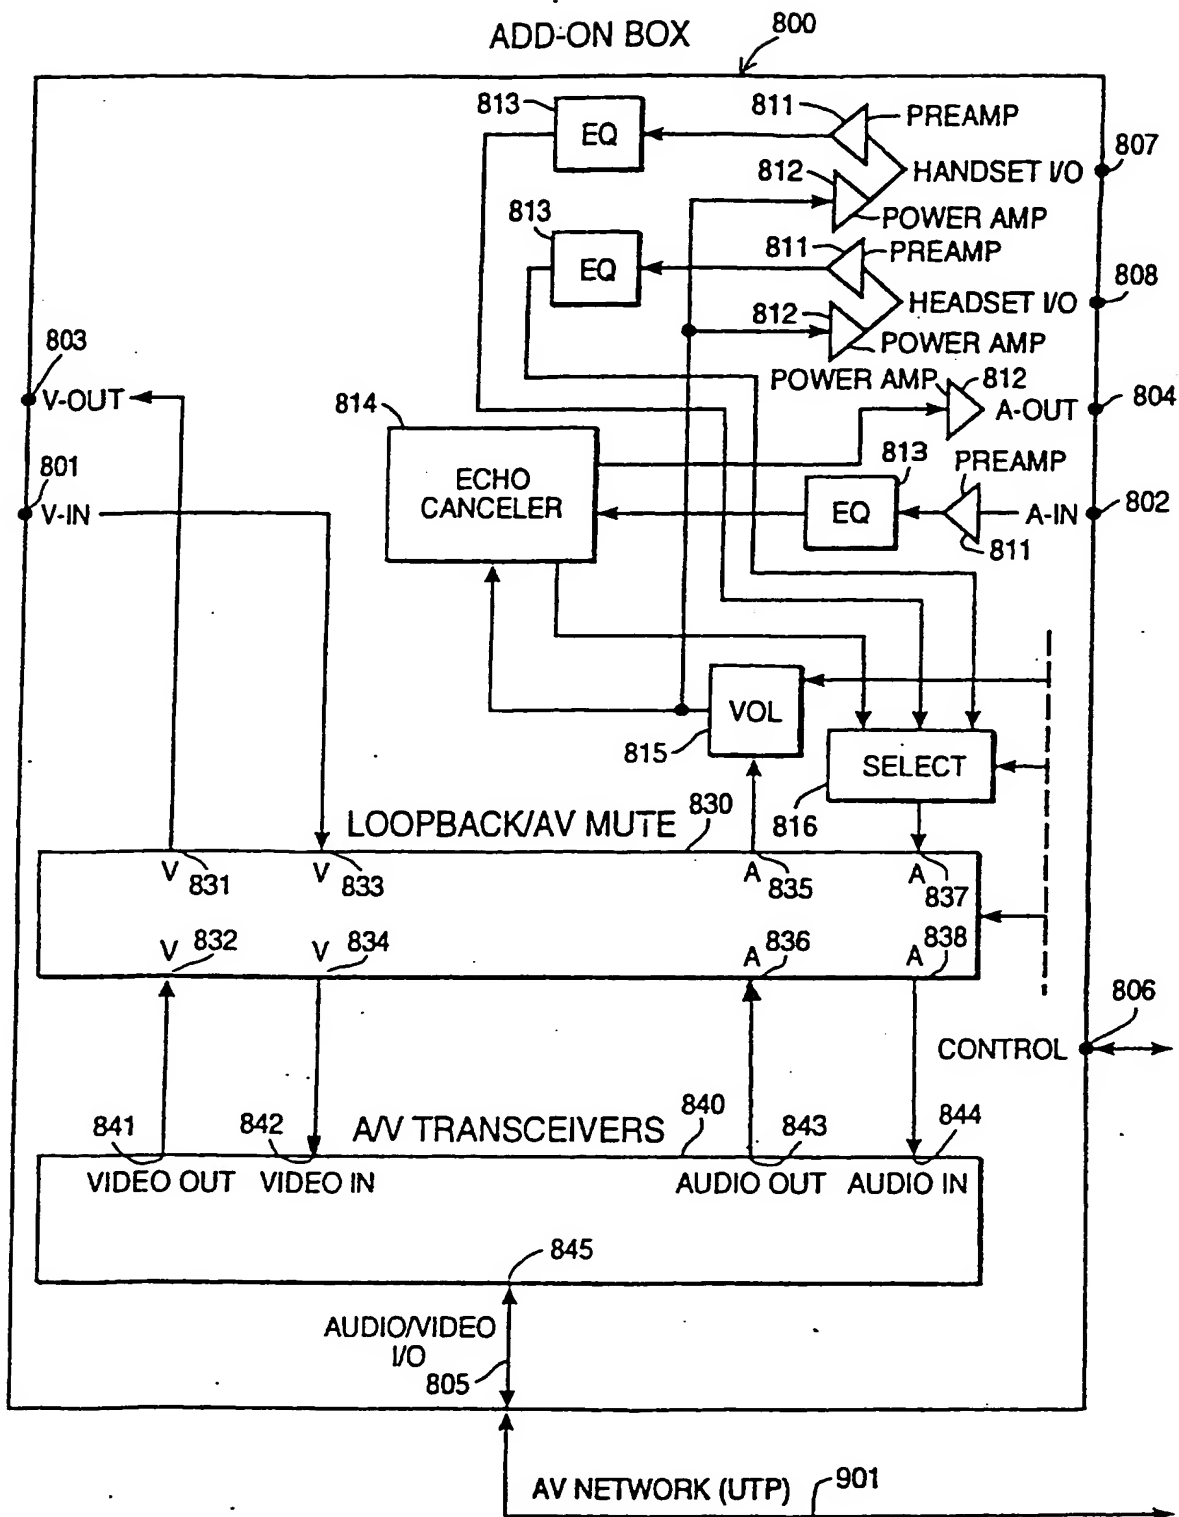 ADD-ON BOX
800
813
EQ
811
PREAMP
807
HANDSET I/O
812
POWER AMP
813
EQ
811
PREAMP
808
HEADSET I/O
812
POWER AMP
803
V-OUT
POWER AMP
812
A-OUT
804
814
ECHO
CANCELER
801
V-IN
813
EQ
PREAMP
811
A-IN
802
VOL
815
SELECT
816
LOOPBACK/AV MUTE
830
V
831
V
833
A
835
A
837
V
832
V
834
A
836
A
838
806
CONTROL
A/V TRANSCEIVERS
840
841
VIDEO OUT
842
VIDEO IN
843
AUDIO OUT
844
AUDIO IN
845
AUDIO/VIDEO
I/O
805
AV NETWORK (UTP)
901